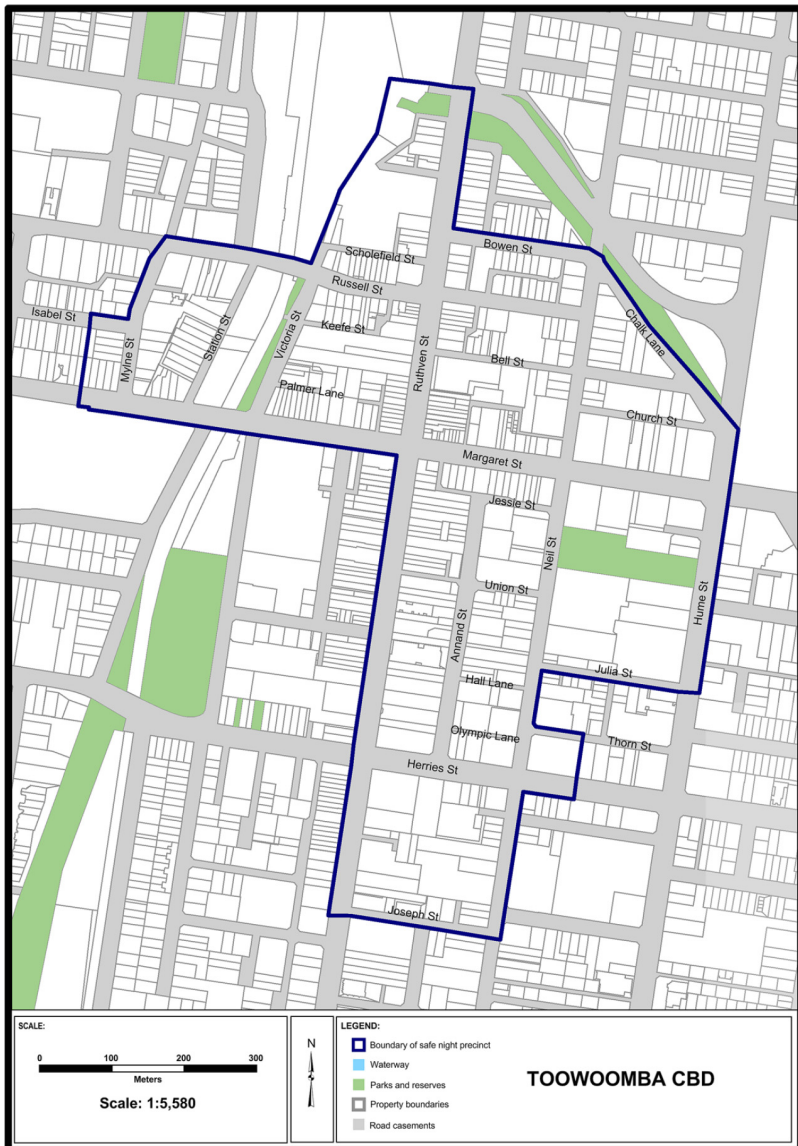 Scholefield St
Bowen St
Russell St
Isabel St
Station St
Victoria St
Keefe St
Chalk Lane
Mylne St
Ruthven St
Bell St
Palmer Lane
Church St
Margaret St
Jessie St
Neil St
Union St
Hume St
Annand St
Julia St
Hall Lane
Olympic Lane
Thorn St
Herries St
Joseph St
SCALE:
0 100 200 300
Meters
Scale: 1:5,580
N
LEGEND:
Boundary of safe night precinct
Waterway
Parks and reserves
Property boundaries
Road casements
TOOWOOMBA CBD